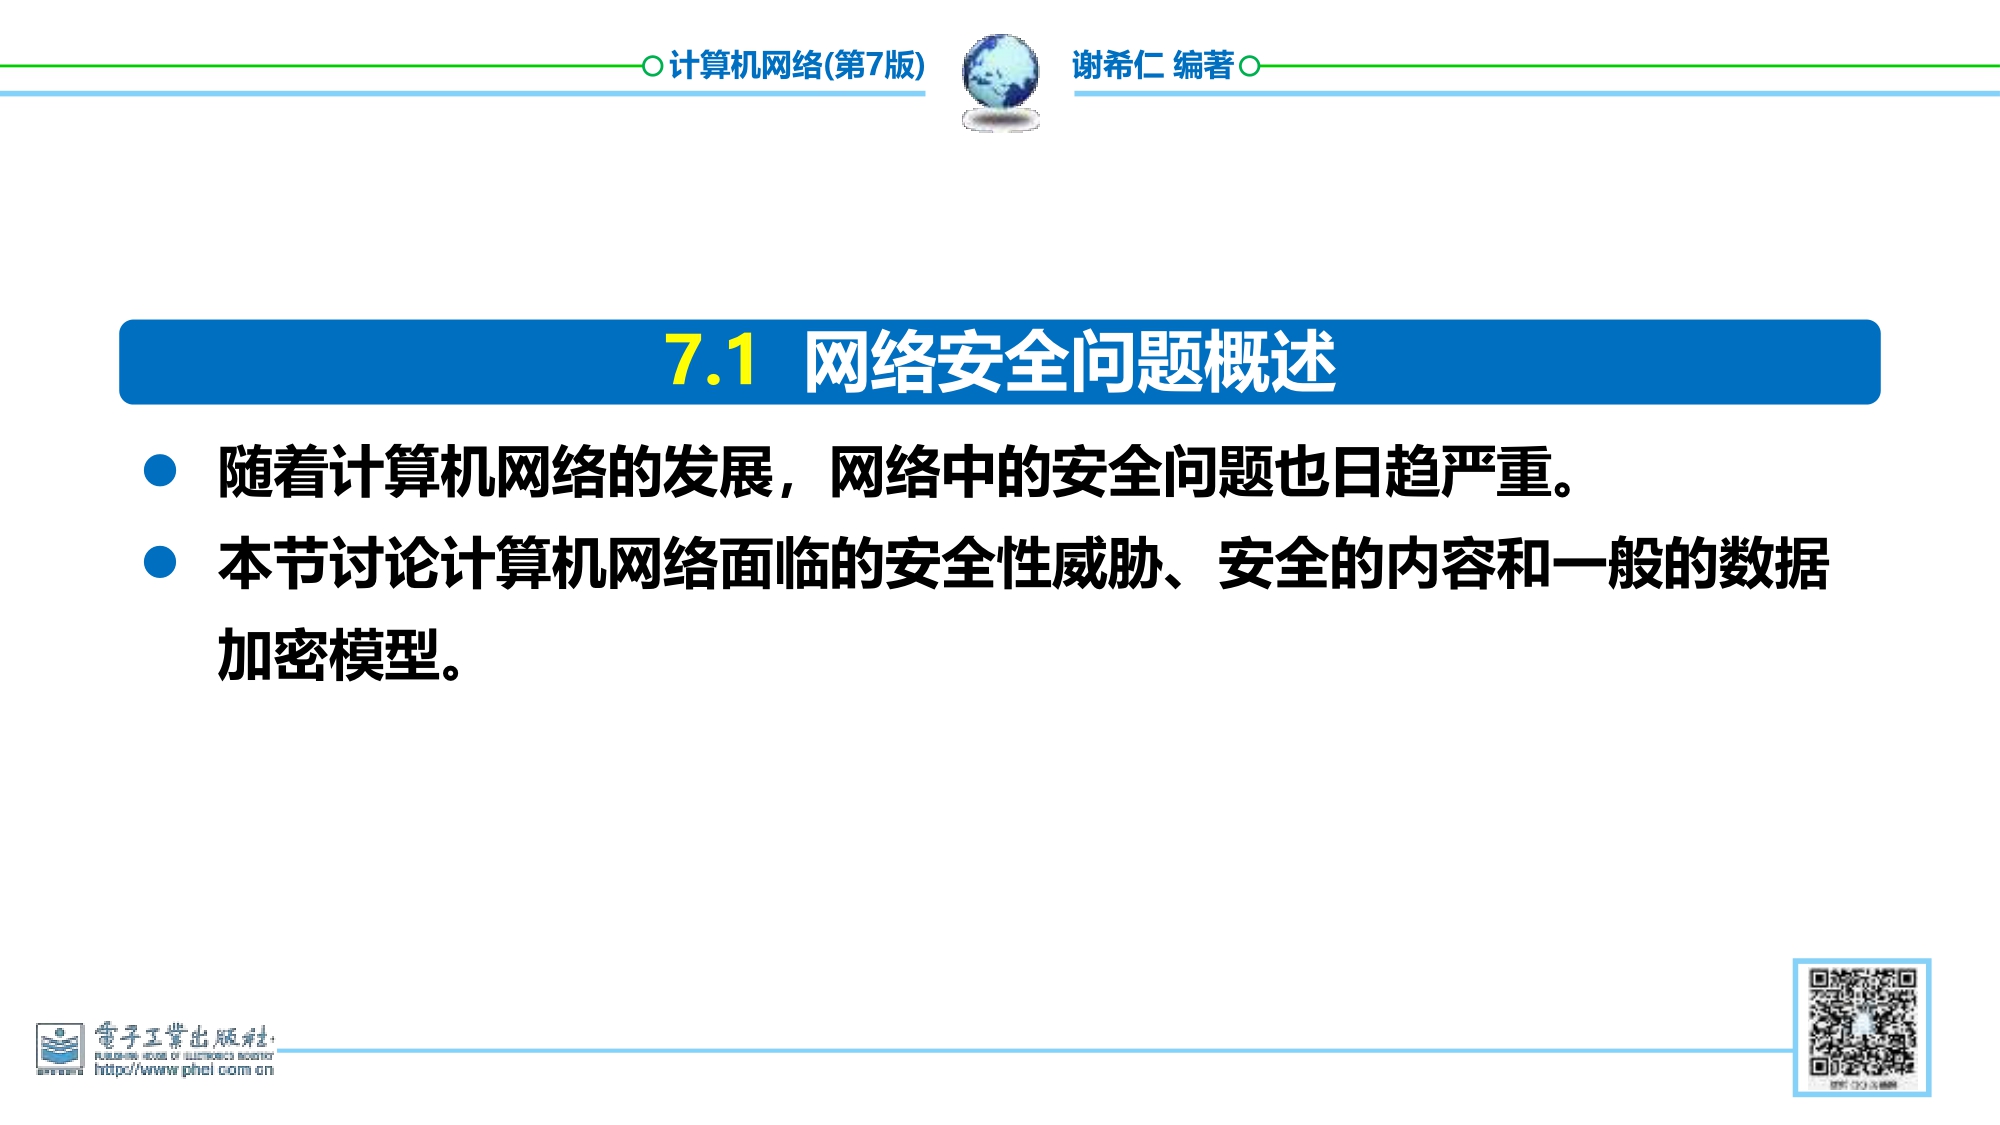 计算机网络(第7版)
谢希仁 编著
7.1 网络安全问题概述
随着计算机网络的发展，网络中的安全问题也日趋严重。
本节讨论计算机网络面临的安全性威胁、安全的内容和一般的数据
加密模型。
電子工業出版社
PUBLISHING HOUSE OF ELECTRONICS INDUSTRY
http://www.phei.com.cn